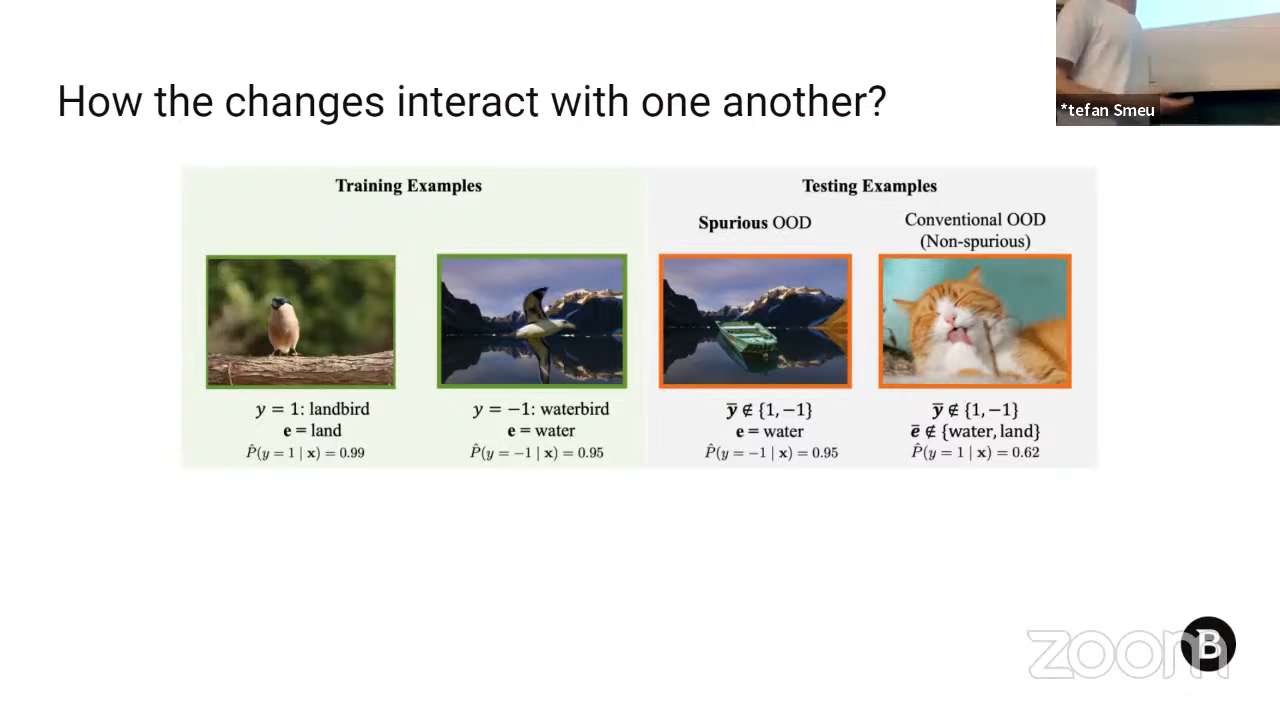 How the changes interact with one another?
*tefan Smeu
Training Examples
Testing Examples
Spurious OOD
Conventional OOD
(Non-spurious)
y = 1: landbird
e = land
P̂(y = 1 | x) = 0.99
y = −1: waterbird
e = water
P̂(y = −1 | x) = 0.95
ȳ ∉ {1, −1}
e = water
P̂(y = −1 | x) = 0.95
ȳ ∉ {1, −1}
ē ∉ {water, land}
P̂(y = 1 | x) = 0.62
zoom
B